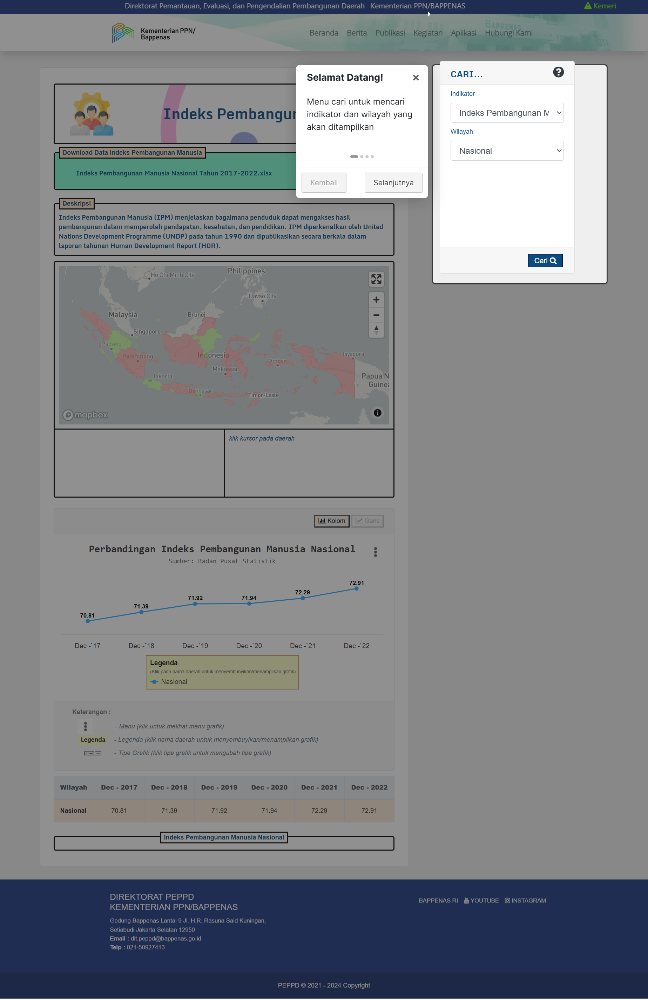 Direktorat Pemantauan, Evaluasi, dan Pengendalian Pembangunan Daerah Kementerian PPN/BAPPENAS
Kemeri
Kementerian PPN/
Bappenas
Beranda Berita Publikasi Kegiatan Aplikasi Hubungi Kami
BAPPENAS
Indeks Pembangun
Download Data Indeks Pembangunan Manusia
Indeks Pembangunan Manusia Nasional Tahun 2017-2022.xlsx
Selamat Datang!
×
Menu cari untuk mencari
indikator dan wilayah yang
akan ditampilkan
Kembali
Selanjutnya
CARI...
Indikator
Indeks Pembangunan M
Wilayah
Nasional
Cari
Deskripsi
Indeks Pembangunan Manusia (IPM) menjelaskan bagaimana penduduk dapat mengakses hasil
pembangunan dalam memperoleh pendapatan, kesehatan, dan pendidikan. IPM diperkenalkan oleh United
Nations Development Programme (UNDP) pada tahun 1990 dan dipublikasikan secara berkala dalam
laporan tahunan Human Development Report (HDR).
Philippines
Ho Chi Minh City
Davao City
Malaysia
Brunei
Singapore
Padang
Palembang
Indonesia
Jayapura
Ambon
Makassar
Jakarta
Papua N
Guinea
Denpasar
Timor-Leste
mapbox
klik kursor pada daerah
Kolom
Garis
Perbandingan Indeks Pembangunan Manusia Nasional
Sumber: Badan Pusat Statistik
70.81
71.39
71.92
71.94
72.29
72.91
Dec -`17 Dec -`18 Dec -`19 Dec -`20 Dec -`21 Dec -`22
Legenda
(Klik pada nama daerah untuk menyembunyikan/menampilkan grafik)
Nasional
Keterangan :
- Menu (klik untuk melihat menu grafik)
Legenda - Legenda (klik nama daerah untuk menyembuyikan/menampilkan grafik)
- Tipe Grafik (klik tipe grafik untuk mengubah tipe grafik)
Wilayah Dec - 2017 Dec - 2018 Dec - 2019 Dec - 2020 Dec - 2021 Dec - 2022
Nasional 70.81 71.39 71.92 71.94 72.29 72.91
Indeks Pembangunan Manusia Nasional
DIREKTORAT PEPPD
KEMENTERIAN PPN/BAPPENAS
Gedung Bappenas Lantai 9 Jl. H.R. Rasuna Said Kuningan,
Setiabudi Jakarta Selatan 12950
Email : dit.peppd@bappenas.go.id
Telp : 021-50927413
BAPPENAS RI YOUTUBE INSTAGRAM
PEPPD © 2021 - 2024 Copyright